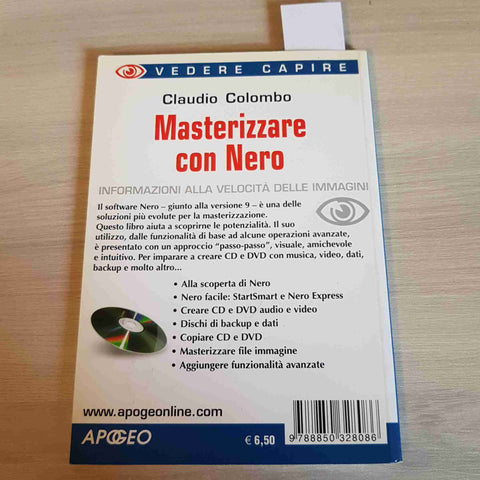 VEDERE CAPIRE
Claudio Colombo
Masterizzare
con Nero
INFORMAZIONI ALLA VELOCITÀ DELLE IMMAGINI
Il software Nero – giunto alla versione 9 – è una delle
soluzioni più evolute per la masterizzazione.
Questo libro aiuta a scoprirne le potenzialità. Il suo
utilizzo, dalle funzionalità di base ad alcune operazioni avanzate,
è presentato con un approccio “passo-passo”, visuale, amichevole
e intuitivo. Per imparare a creare CD e DVD con musica, video, dati,
backup e molto altro...
• Alla scoperta di Nero
• Nero facile: StartSmart e Nero Express
• Creare CD e DVD audio e video
• Dischi di backup e dati
• Copiare CD e DVD
• Masterizzare file immagine
• Aggiungere funzionalità avanzate
www.apogeonline.com
APOGEO
€ 6,50
9 788850 328086